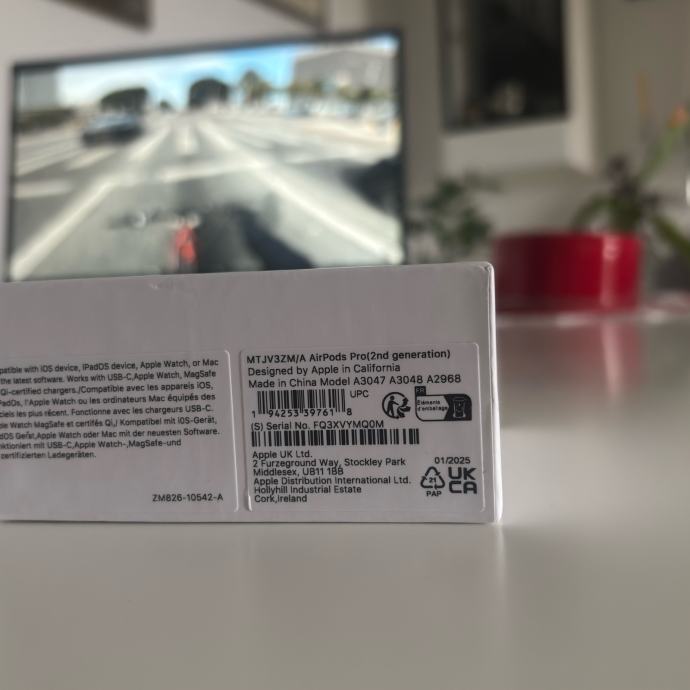 patible with iOS device, iPadOS device, Apple Watch, or Mac
the latest software. Works with USB-C,Apple Watch, MagSafe
Qi-certified chargers./Compatible avec les appareils iOS,
PadOs, l'Apple Watch ou les ordinateurs Mac équipés des
ciels les plus récent. Fonctionne avec les chargeurs USB-C.
ple Watch MagSafe et certifés Qi,/ Kompatibel mit iOS-Gerät,
dOS Gerät,Apple Watch oder Mac mit der neuesten Software.
nktioniert mit USB-C,Apple Watch-,MagSafe-und
zertifizierten Ladegeräten.
ZM826-10542-A
MTJV3ZM/A AirPods Pro(2nd generation)
Designed by Apple in California
Made in China Model A3047 A3048 A2968
1 94253 39761 8 UPC
FR
Éléments
d'emballage
(S) Serial No. FQ3XVYMQ0M
Apple UK Ltd.
2 Furzeground Way, Stockley Park
Middlesex, UB11 1BB
Apple Distribution International Ltd.
Hollyhill Industrial Estate
Cork,Ireland
01/2025
21
PAP
UK
CA